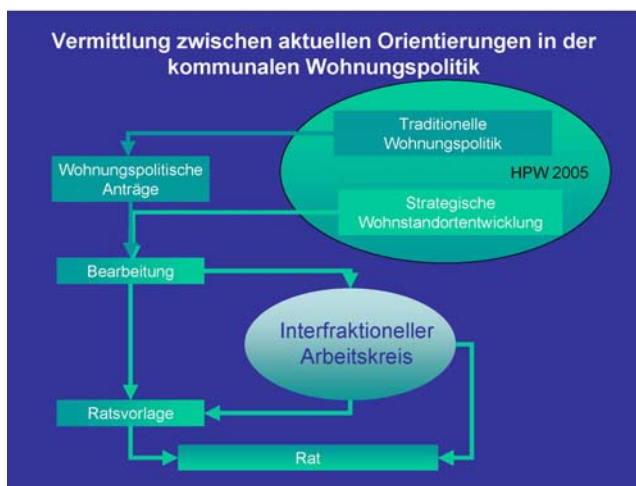 Vermittlung zwischen aktuellen Orientierungen in der
kommunalen Wohnungspolitik
Traditionelle
Wohnungspolitik
Wohnungspolitische
Anträge
HPW 2005
Strategische
Wohnstandortentwicklung
Bearbeitung
Interfraktioneller
Arbeitskreis
Ratsvorlage
Rat